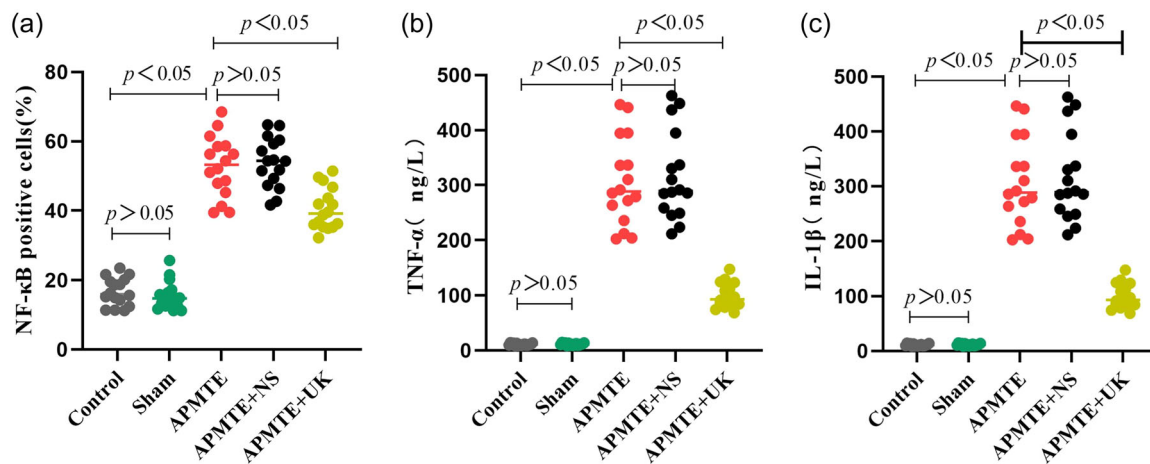 (a)
p<0.05
p<0.05
p>0.05
p>0.05
NF-κB positive cells(%)
80
60
40
20
0
Control
Sham
APMTE
APMTE+NS
APMTE+UK
(b)
p<0.05
p<0.05
p>0.05
p>0.05
TNF-α( ng/L)
500
400
300
200
100
0
Control
Sham
APMTE
APMTE+NS
APMTE+UK
(c)
p<0.05
p<0.05
p>0.05
p>0.05
IL-1β( ng/L)
500
400
300
200
100
0
Control
Sham
APMTE
APMTE+NS
APMTE+UK